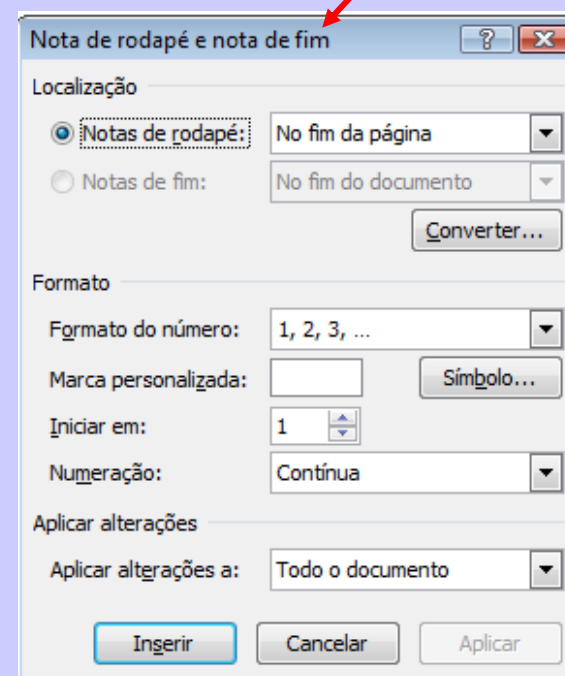 Nota de rodapé e nota de fim
Localização
Notas de rodapé: No fim da página
Notas de fim: No fim do documento
Converter...
Formato
Formato do número: 1, 2, 3, ...
Marca personalizada: Símbolo...
Iniciar em: 1
Numeração: Contínua
Aplicar alterações
Aplicar alterações a: Todo o documento
Inserir Cancelar Aplicar